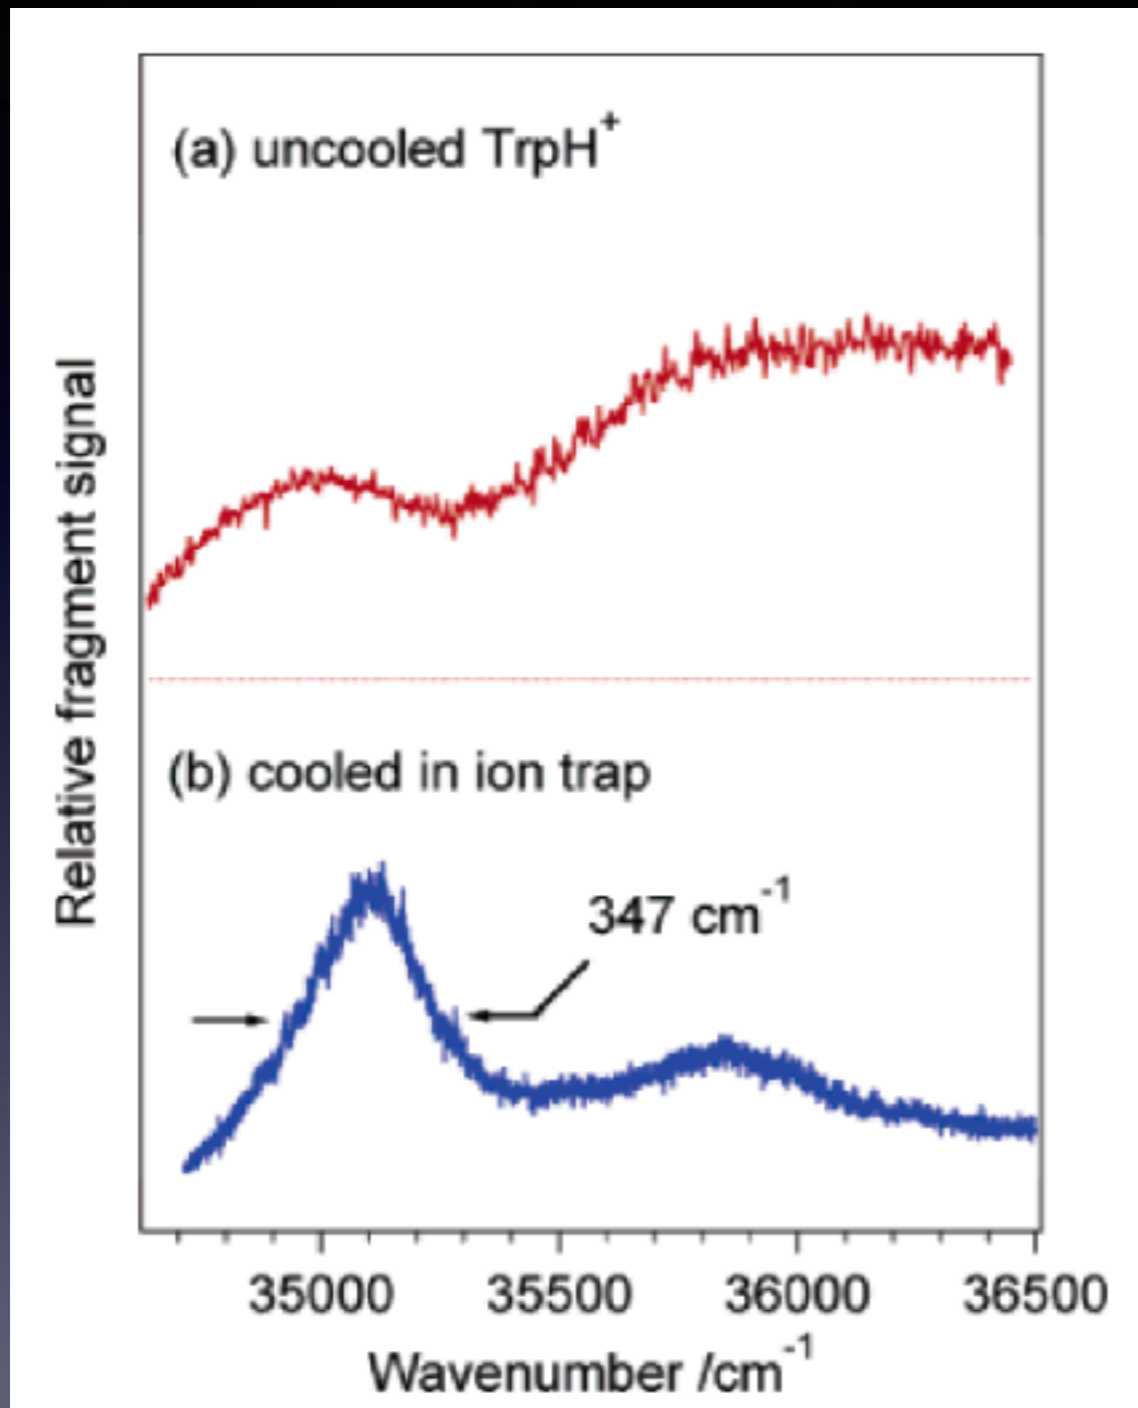 (a) uncooled TrpH⁺
Relative fragment signal
(b) cooled in ion trap
347 cm⁻¹
35000 35500 36000 36500
Wavenumber /cm⁻¹